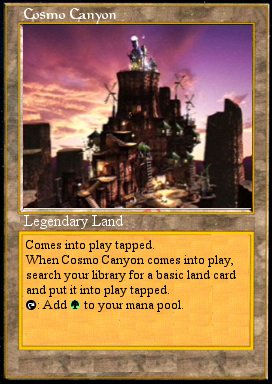 Cosmo Canyon
Legendary Land
Comes into play tapped.
When Cosmo Canyon comes into play,
search your library for a basic land card
and put it into play tapped.
: Add to your mana pool.